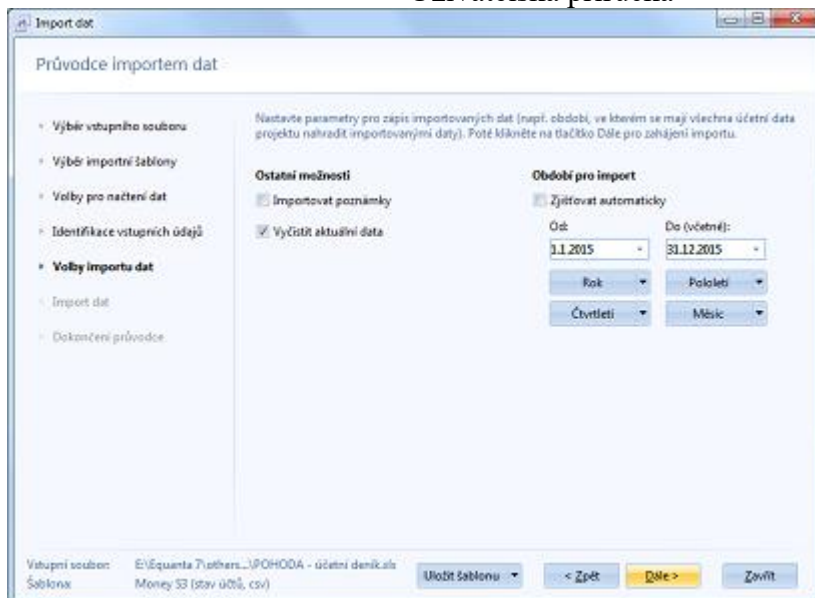 Import dat
Průvodce importem dat
Výběr vstupního souboru
Výběr importní šablony
Volby pro načtení dat
Identifikace vstupních údajů
Volby importu dat
Import dat
Dokončení průvodce
Nastavte parametry pro zápis importovaných dat (např. období, ve kterém se mají všechna účetní data
projektu nahradit importovanými daty). Poté klikněte na tlačítko Dále pro zahájení importu.
Ostatní možnosti
Importovat poznámky
Vyčistit aktuální data
Období pro import
Zjišťovat automaticky
Od: Do (včetně):
1.1.2015 31.12.2015
Rok Pololetí
Čtvrtletí Měsíc
Vstupní soubor: E:\Equanta 7\others...\POHODA - účetní deník.xls
Šablona: Money S3 (stav účtů, csv)
Uložit šablonu < Zpět Dále > Zavřít